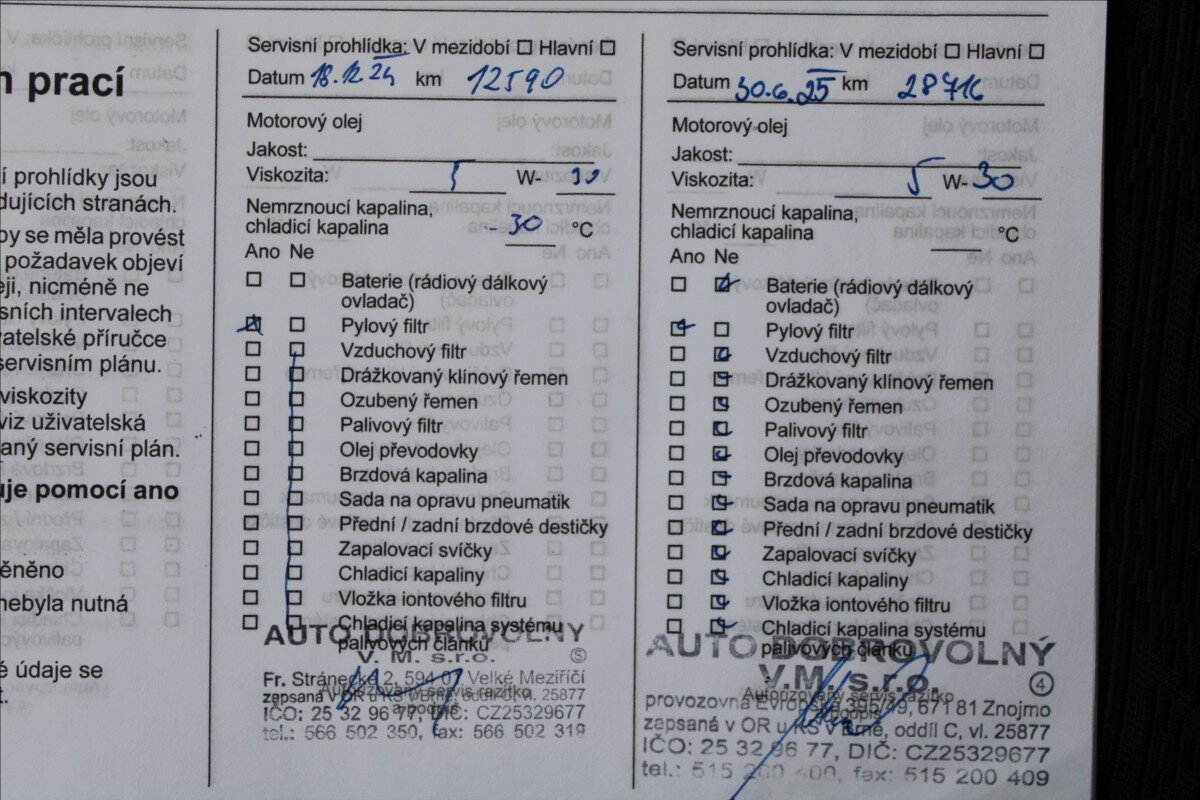 n prací
í prohlídky jsou
dujících stranách.
by se měla provést
požadavek objeví
eji, nicméně ne
sních intervalech
vatelské příručce
servisním plánu.
viskozity
viz uživatelská
aný servisní plán.
uje pomocí ano
ěněno
nebyla nutná
é údaje se
Servisní prohlídka: V mezidobí ☐ Hlavní ☐
Datum 18.12.24 km 12590
Motorový olej
Jakost:
Viskozita: 5 W- 30
Nemrznoucí kapalina,
chladicí kapalina -30 °C
Ano Ne
Baterie (rádiový dálkový
ovladač)
Pylový filtr
Vzduchový filtr
Drážkovaný klínový řemen
Ozubený řemen
Palivový filtr
Olej převodovky
Brzdová kapalina
Sada na opravu pneumatik
Přední / zadní brzdové destičky
Zapalovací svíčky
Chladicí kapaliny
Vložka iontového filtru
Chladicí kapalina systému
palivových článků
AUTO DOBROVOLNÝ
V. M. s.r.o. S
Fr. Stránecká 2, 594 01 Velké Meziříčí
Autorizovaný servis razítko
a podpis
zapsaná v OR u KS v Brně, oddíl C, vl. 25877
IČO: 25 32 96 77, DIČ: CZ25329677
tel.: 566 502 350, fax: 566 502 319
Servisní prohlídka: V mezidobí ☐ Hlavní ☐
Datum 30.6.25 km 28716
Motorový olej
Jakost:
Viskozita: 5 W- 30
Nemrznoucí kapalina,
chladicí kapalina °C
Ano Ne
Baterie (rádiový dálkový
ovladač)
Pylový filtr
Vzduchový filtr
Drážkovaný klínový řemen
Ozubený řemen
Palivový filtr
Olej převodovky
Brzdová kapalina
Sada na opravu pneumatik
Přední / zadní brzdové destičky
Zapalovací svíčky
Chladicí kapaliny
Vložka iontového filtru
Chladicí kapalina systému
palivových článků
AUTO DOBROVOLNÝ
V.M. s.r.o. 4
Autorizovaný servis razítko
a podpis
provozovna Evropská 395/49, 671 81 Znojmo
zapsaná v OR u KS v Brně, oddíl C, vl. 25877
IČO: 25 32 96 77, DIČ: CZ25329677
tel.: 515 200 400, fax: 515 200 409